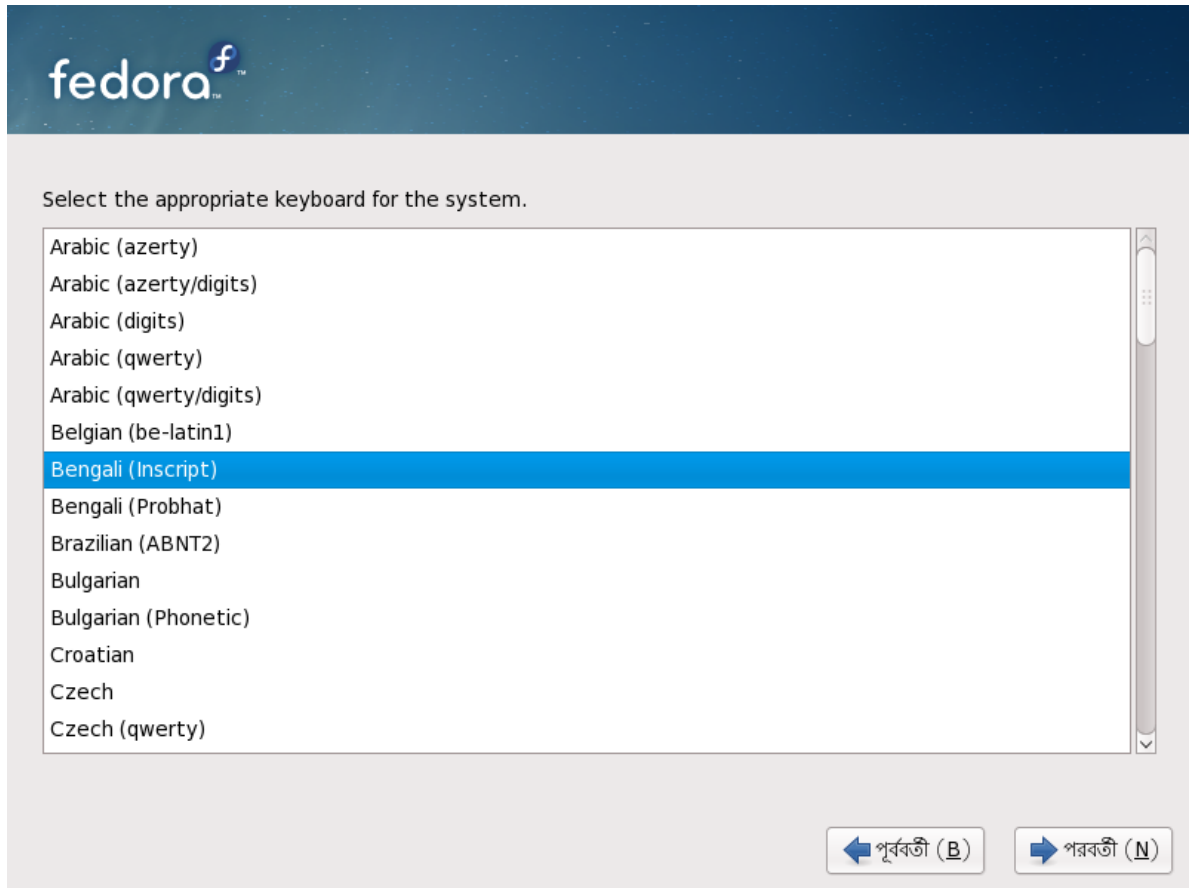 fedora™
Select the appropriate keyboard for the system.
Arabic (azerty)
Arabic (azerty/digits)
Arabic (digits)
Arabic (qwerty)
Arabic (qwerty/digits)
Belgian (be-latin1)
Bengali (Inscript)
Bengali (Probhat)
Brazilian (ABNT2)
Bulgarian
Bulgarian (Phonetic)
Croatian
Czech
Czech (qwerty)
পূর্ববর্তী (B) পরবর্তী (N)